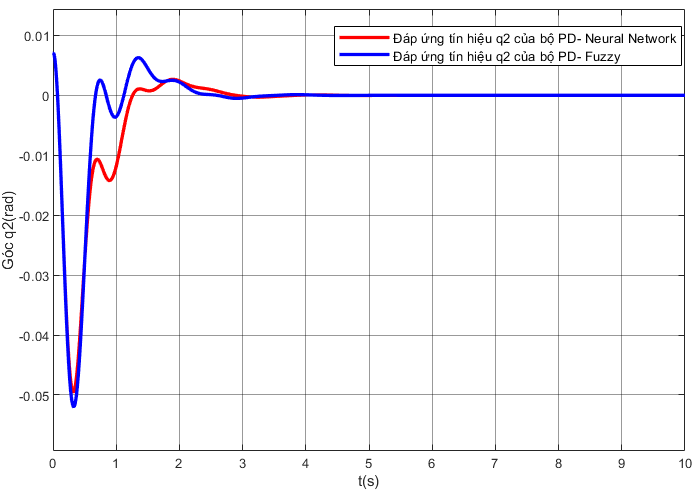 Đáp ứng tín hiệu q2 của bộ PD- Neural Network
Đáp ứng tín hiệu q2 của bộ PD- Fuzzy
Góc q2(rad)
0.01
0
-0.01
-0.02
-0.03
-0.04
-0.05
0 1 2 3 4 5 6 7 8 9 10
t(s)